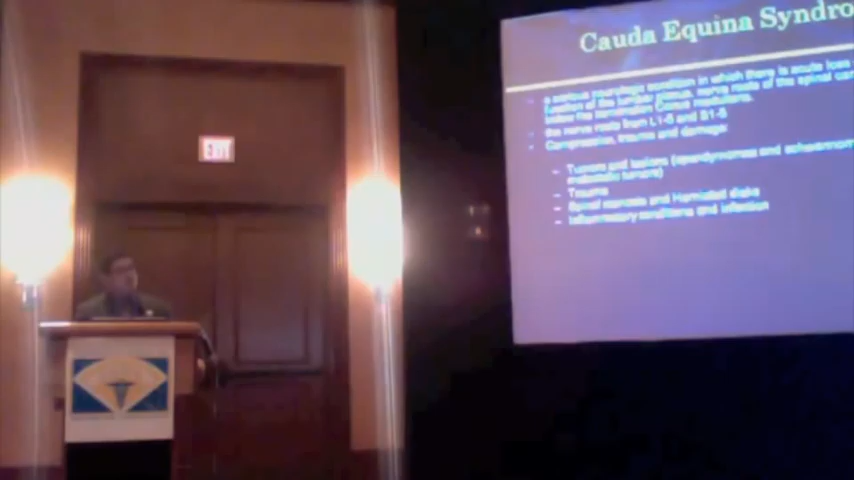 Cauda Equina Syndro
- a serious neurologic condition in which there is acute loss
function of the lumbar plexus, nerve roots of the spinal can
below the termination Conus medullaris.
- the nerve roots from L1-5 and S1-5
- Compression, trauma and damage:
- Tumors and lesions (ependymomas and schwannom
metastatic tumors)
- Trauma
- Spinal stenosis and Herniated disks
- Inflammatory conditions and infection
EXIT